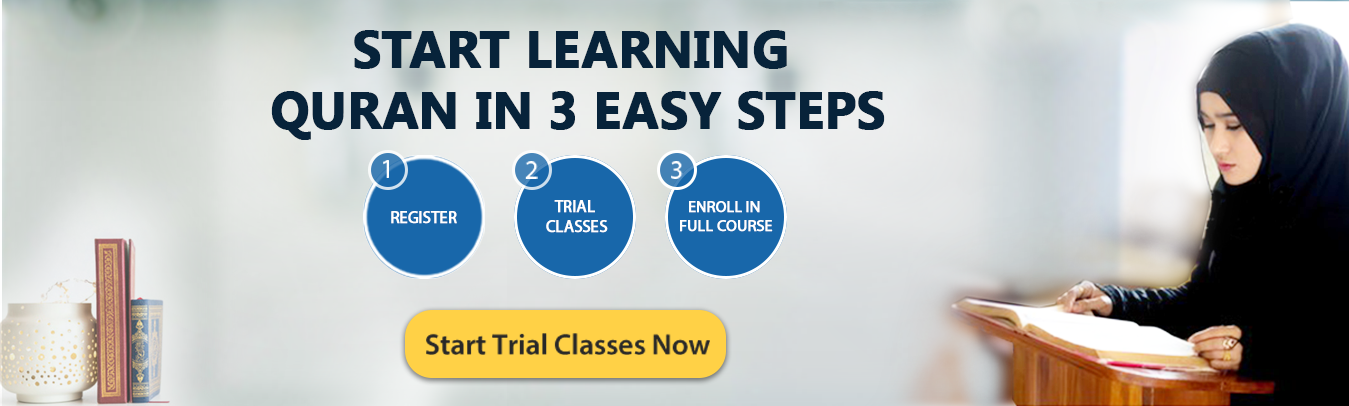 START LEARNING
QURAN IN 3 EASY STEPS
1
REGISTER
2
TRIAL
CLASSES
3
ENROLL IN
FULL COURSE
Start Trial Classes Now